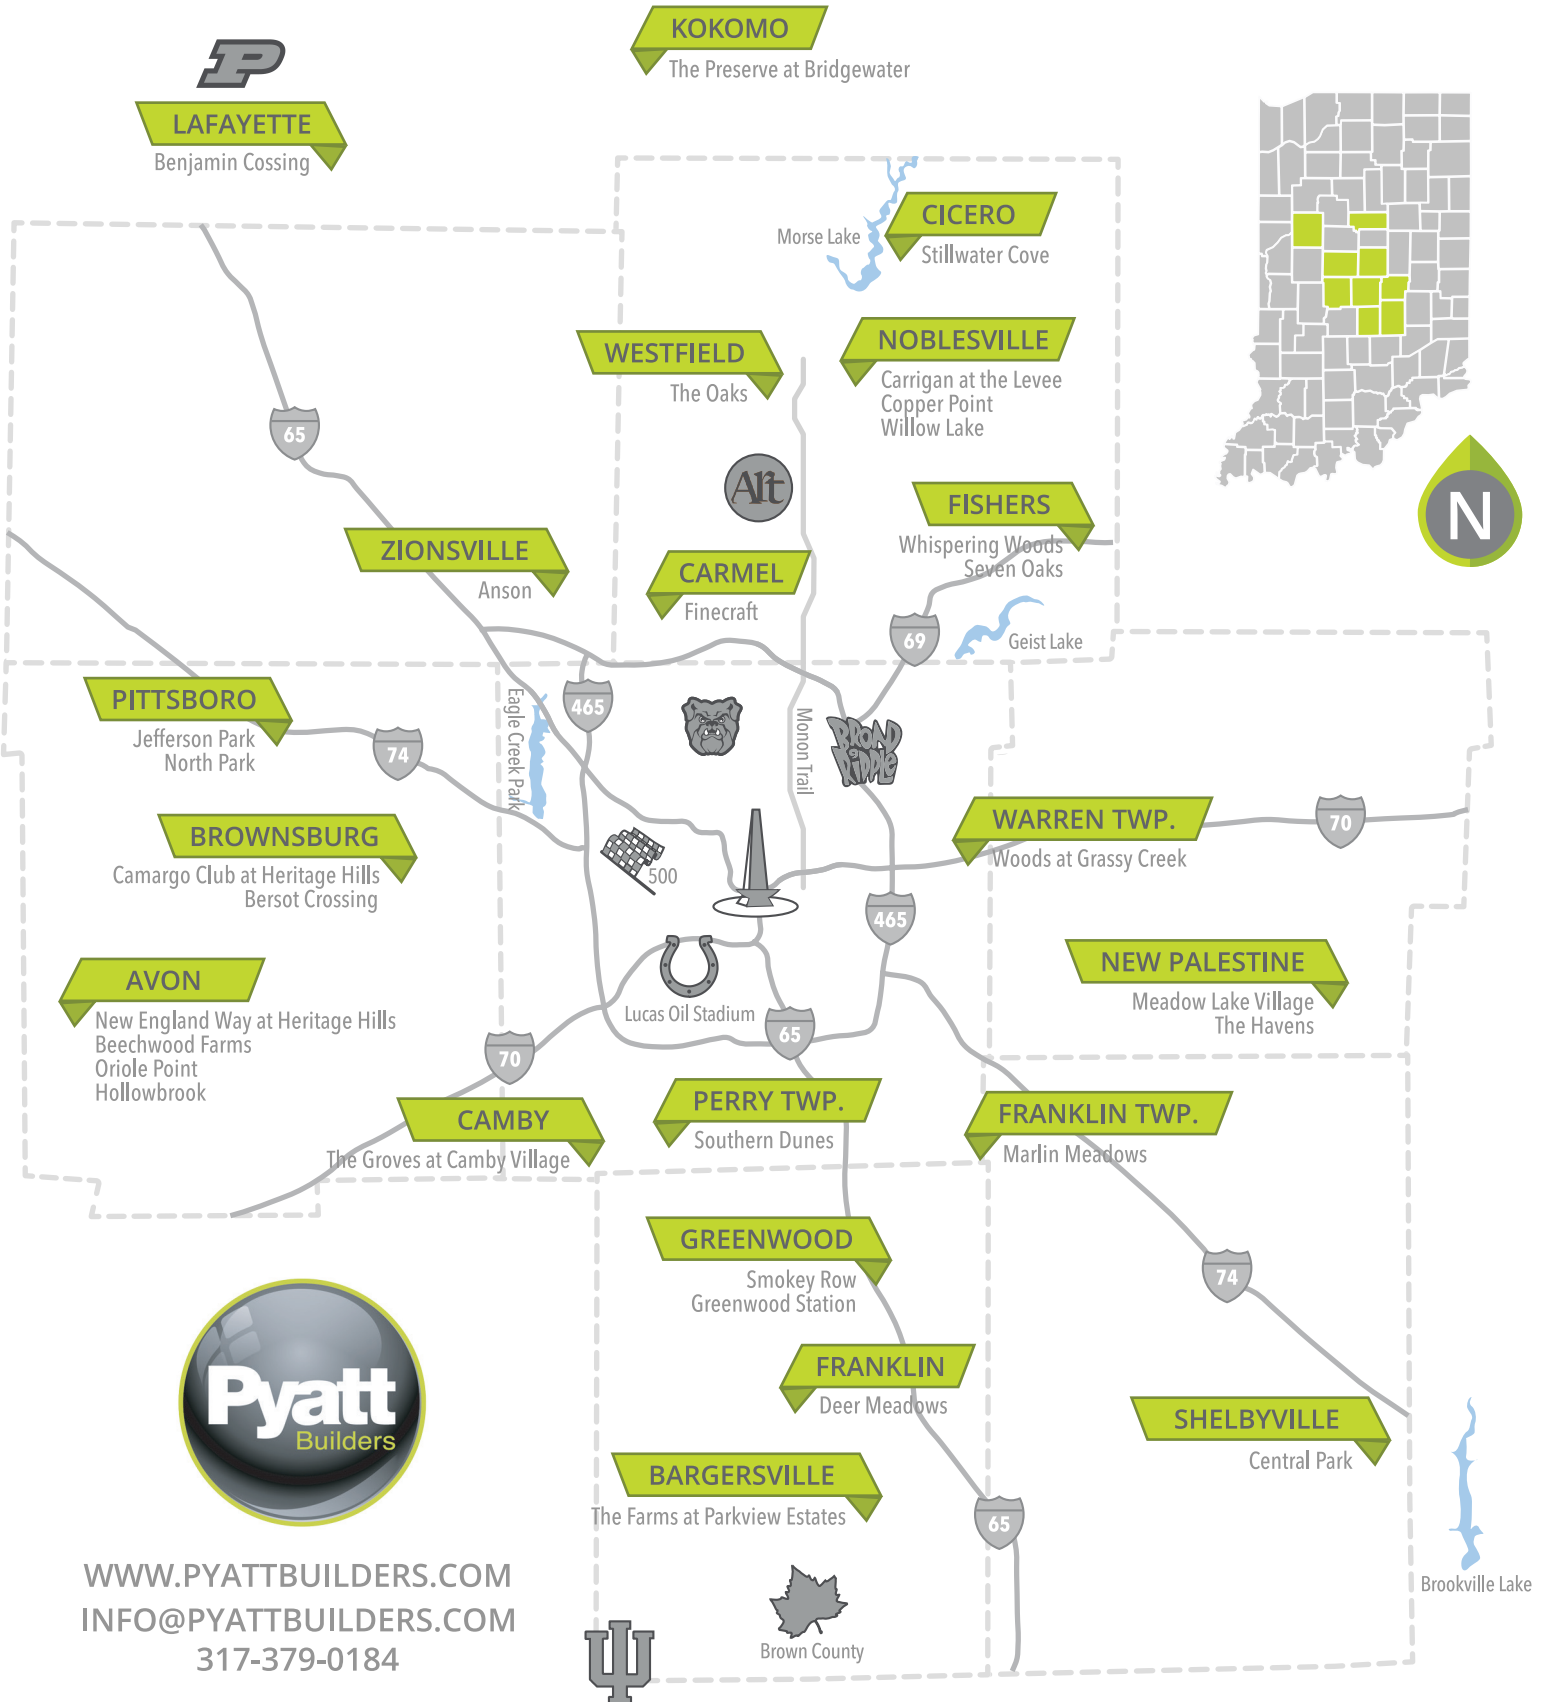 KOKOMO
The Preserve at Bridgewater
P
LAFAYETTE
Benjamin Cossing
CICERO
Stillwater Cove
Morse Lake
WESTFIELD
The Oaks
NOBLESVILLE
Carrigan at the Levee
Copper Point
Willow Lake
65
Art
N
FISHERS
Whispering Woods
Seven Oaks
ZIONSVILLE
Anson
CARMEL
Finecraft
69
Geist Lake
PITTSBORO
Jefferson Park
North Park
74
Eagle Creek Park
465
Monon Trail
BROAD
RIPPLE
WARREN TWP.
Woods at Grassy Creek
70
BROWNSBURG
Camargo Club at Heritage Hills
Bersot Crossing
500
465
AVON
New England Way at Heritage Hills
Beechwood Farms
Oriole Point
Hollowbrook
Lucas Oil Stadium
65
NEW PALESTINE
Meadow Lake Village
The Havens
70
CAMBY
The Groves at Camby Village
PERRY TWP.
Southern Dunes
FRANKLIN TWP.
Marlin Meadows
GREENWOOD
Smokey Row
Greenwood Station
74
FRANKLIN
Deer Meadows
SHELBYVILLE
Central Park
Pyatt
Builders
BARGERSVILLE
The Farms at Parkview Estates
65
WWW.PYATTBUILDERS.COM
INFO@PYATTBUILDERS.COM
317-379-0184
Brown County
Brookville Lake
IU